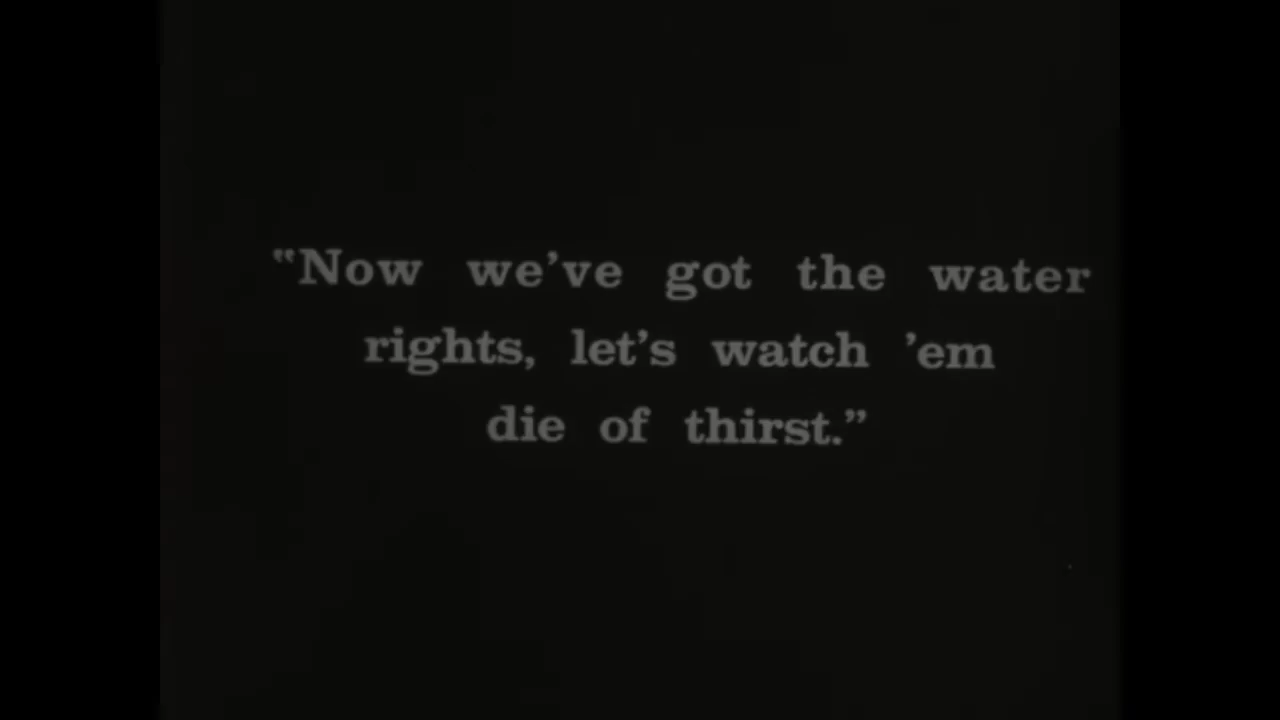 “Now we’ve got the water
rights, let’s watch ’em
die of thirst.”